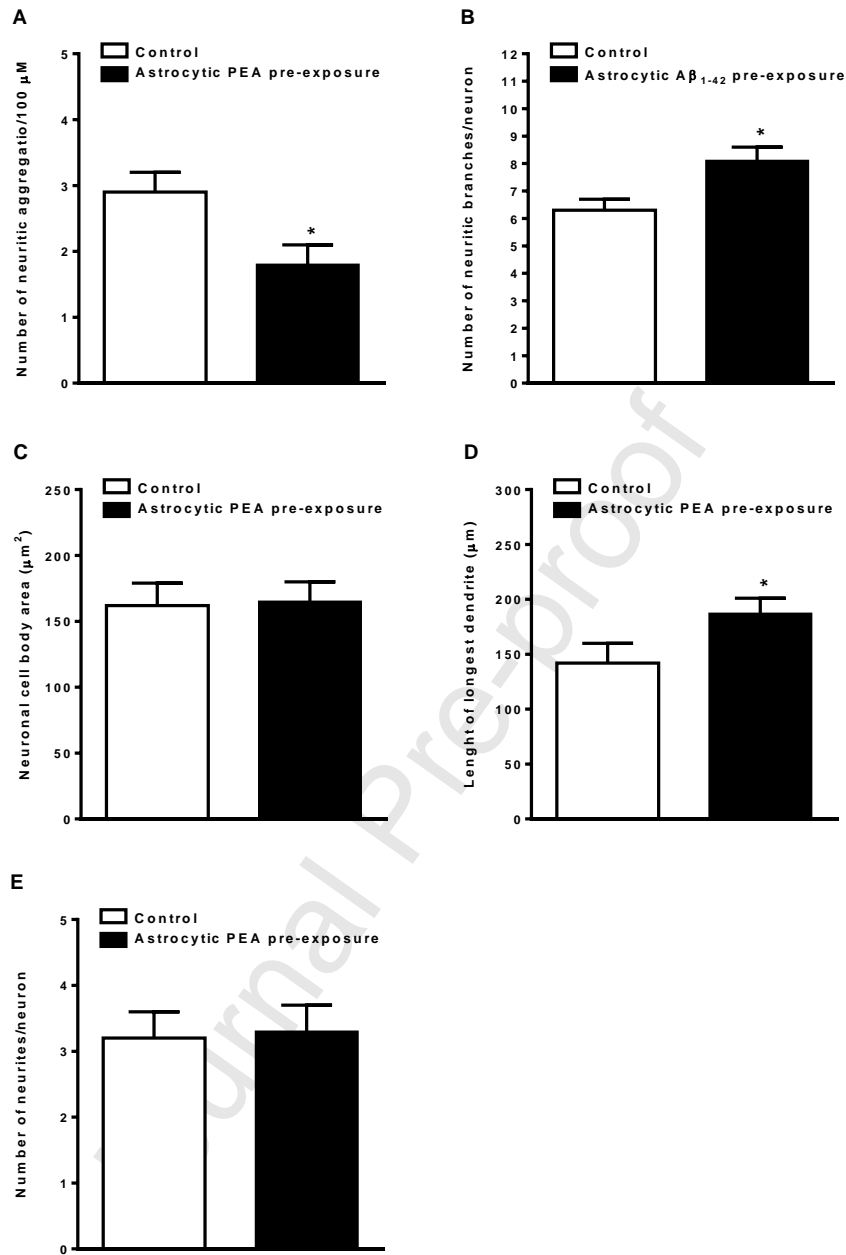 A
Control
Astrocytic PEA pre-exposure
Number of neuritic aggregatio/100 μM
5
4
3
2
1
0
*
B
Control
Astrocytic Aβ1-42 pre-exposure
Number of neuritic branches/neuron
12
11
10
9
8
7
6
5
4
3
2
1
0
*
C
Control
Astrocytic PEA pre-exposure
Neuronal cell body area (μm²)
250
200
150
100
50
0
D
Control
Astrocytic PEA pre-exposure
Lenght of longest dendrite (μm)
300
250
200
150
100
50
0
*
E
Control
Astrocytic PEA pre-exposure
Number of neurites/neuron
5
4
3
2
1
0
Journal Pre-proof